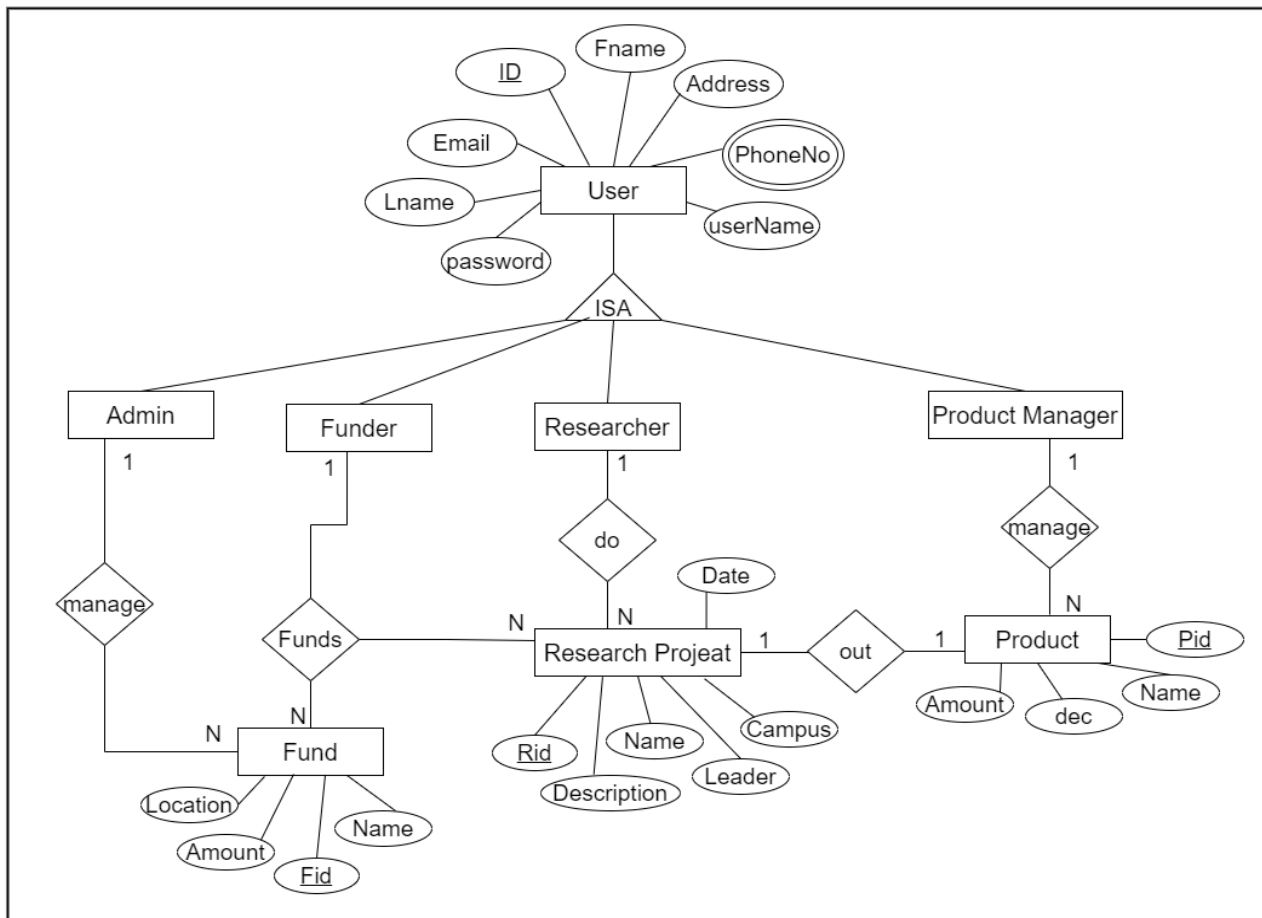 Fname
ID
Address
Email
PhoneNo
User
Lname
userName
password
ISA
Admin
Funder
Researcher
Product Manager
1
1
1
1
manage
do
Date
manage
N
N
N
Funds
Research Projeat
1
out
1
Product
Pid
N
Amount
dec
Name
N
Fund
Rid
Name
Campus
Leader
Description
Location
Amount
Name
Fid